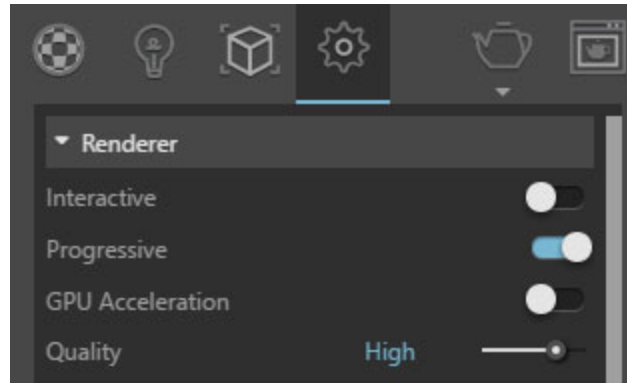 Renderer
Interactive
Progressive
GPU Acceleration
Quality High